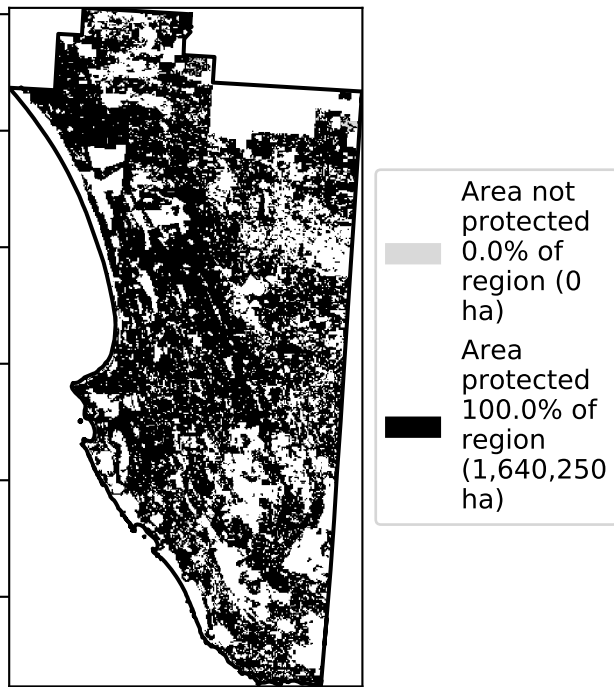 Area not
protected
0.0% of
region (0
ha)
Area
protected
100.0% of
region
(1,640,250
ha)